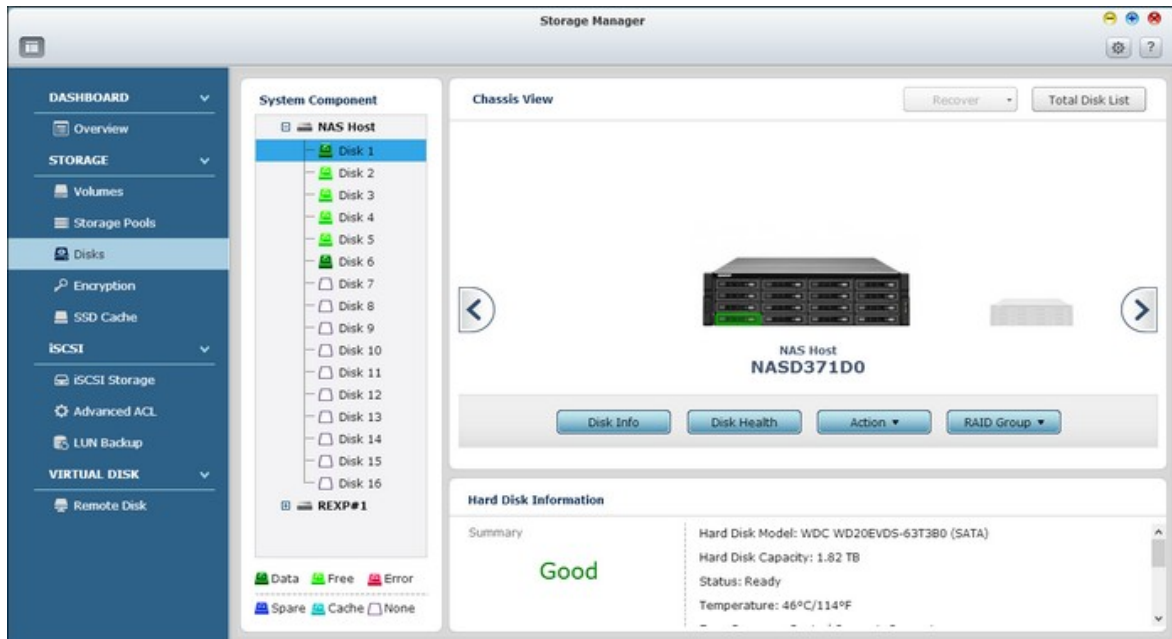 Storage Manager
?
DASHBOARD
Overview
STORAGE
Volumes
Storage Pools
Disks
Encryption
SSD Cache
iSCSI
iSCSI Storage
Advanced ACL
LUN Backup
VIRTUAL DISK
Remote Disk
System Component
NAS Host
Disk 1
Disk 2
Disk 3
Disk 4
Disk 5
Disk 6
Disk 7
Disk 8
Disk 9
Disk 10
Disk 11
Disk 12
Disk 13
Disk 14
Disk 15
Disk 16
REXP#1
Data Free Error
Spare Cache None
Chassis View
Recover
Total Disk List
NAS Host
NASD371D0
Disk Info Disk Health Action RAID Group
Hard Disk Information
Summary
Good
Hard Disk Model: WDC WD20EVDS-63T3B0 (SATA)
Hard Disk Capacity: 1.82 TB
Status: Ready
Temperature: 46°C/114°F